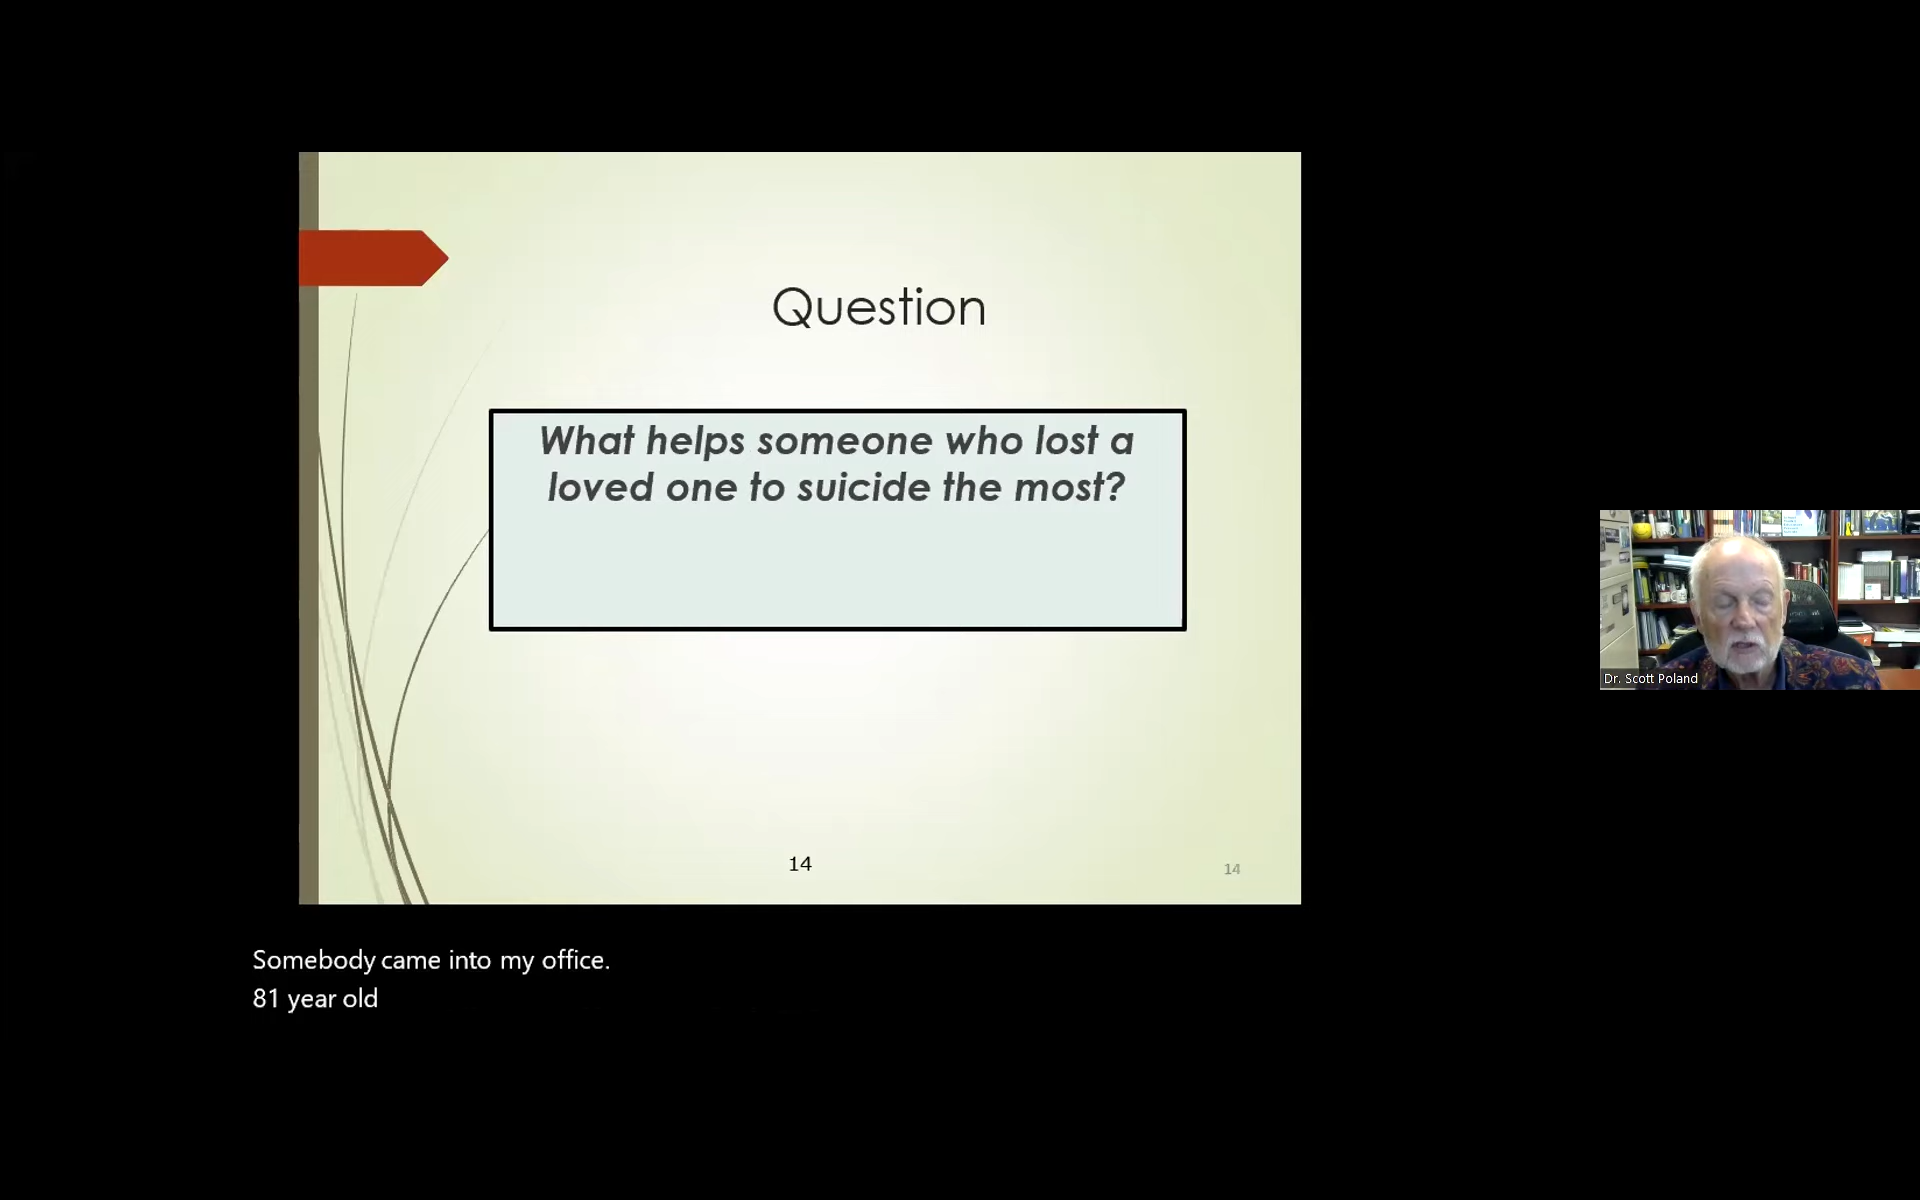 Question
What helps someone who lost a
loved one to suicide the most?
14
14
Dr. Scott Poland
Somebody came into my office.
81 year old